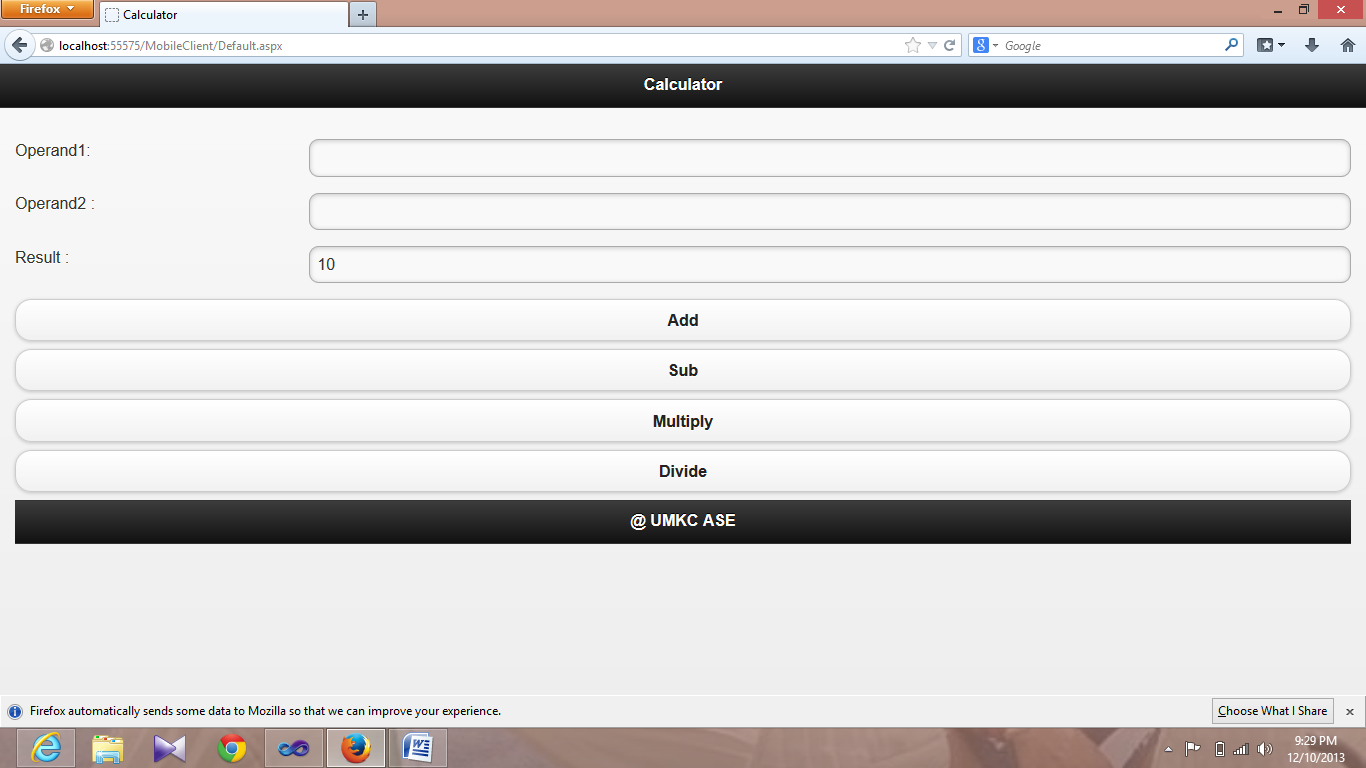 Firefox
Calculator
localhost:55575/MobileClient/Default.aspx
Google
Calculator
Operand1:
Operand2 :
Result :
10
Add
Sub
Multiply
Divide
@ UMKC ASE
Firefox automatically sends some data to Mozilla so that we can improve your experience.
Choose What I Share
9:29 PM
12/10/2013